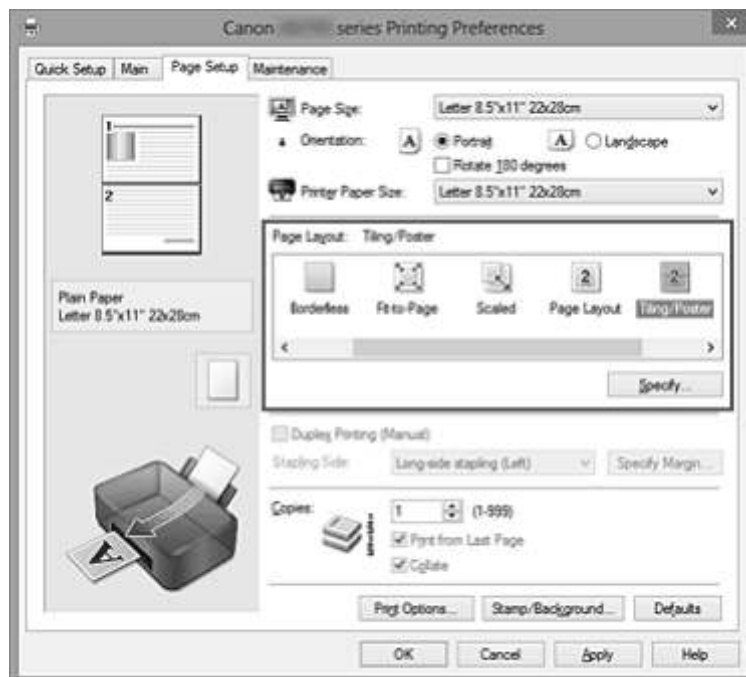 Canon series Printing Preferences
Quick Setup Main Page Setup Maintenance
Page Size: Letter 8.5"x11" 22x28cm
Orientation: A Portrait A Landscape
Rotate 180 degrees
Printer Paper Size: Letter 8.5"x11" 22x28cm
1
2
Plain Paper
Letter 8.5"x11" 22x28cm
Page Layout: Tiling/Poster
2 2
Borderless Fit-to-Page Scaled Page Layout Tiling/Poster
Specify...
Duplex Printing (Manual)
Stapling Side: Long-side stapling (Left) Specify Margin...
Copies: 1 (1-999)
Print from Last Page
Collate
A
Print Options... Stamp/Background... Defaults
OK Cancel Apply Help